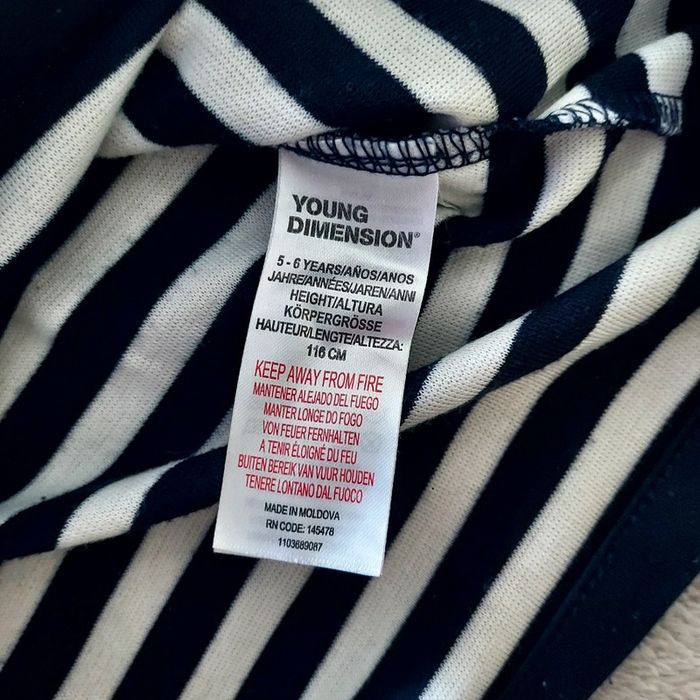 YOUNG
DIMENSION®
5 - 6 YEARS/AÑOS/ANOS
JAHRE/ANNÉES/JAREN/ANNI
HEIGHT/ALTURA
KÖRPERGRÖSSE
HAUTEUR/LENGTE/ALTEZZA:
116 CM
KEEP AWAY FROM FIRE
MANTENER ALEJADO DEL FUEGO
MANTER LONGE DO FOGO
VON FEUER FERNHALTEN
À TENIR ÉLOIGNÉ DU FEU
BUITEN BEREIK VAN VUUR HOUDEN
TENERE LONTANO DAL FUOCO
MADE IN MOLDOVA
RN CODE: 145478
1103689087